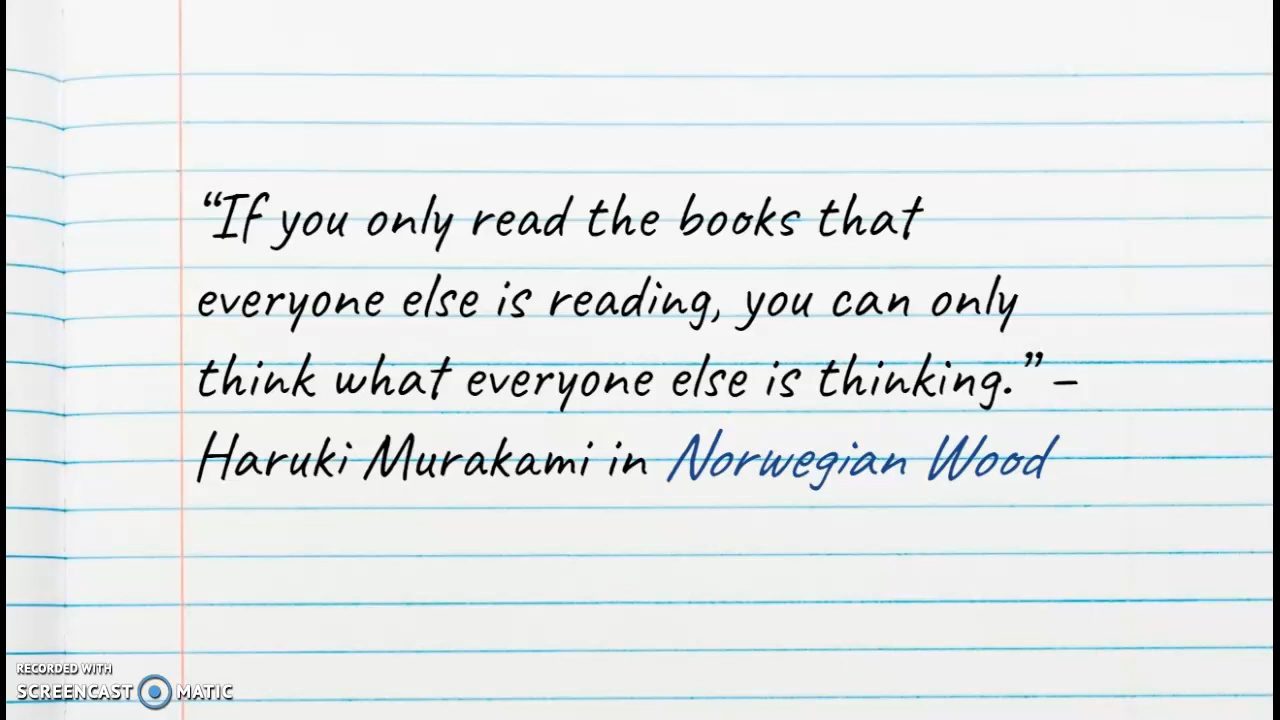 “If you only read the books that
everyone else is reading, you can only
think what everyone else is thinking.” –
Haruki Murakami in Norwegian Wood
RECORDED WITH
SCREENCAST MATIC